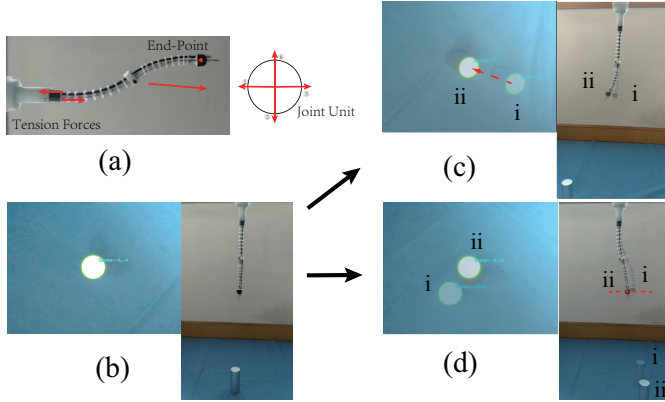 End-Point
Tension Forces
Joint Unit
(a)
(b)
ii
i
ii
i
(c)
ii
i
ii
i
i
ii
(d)